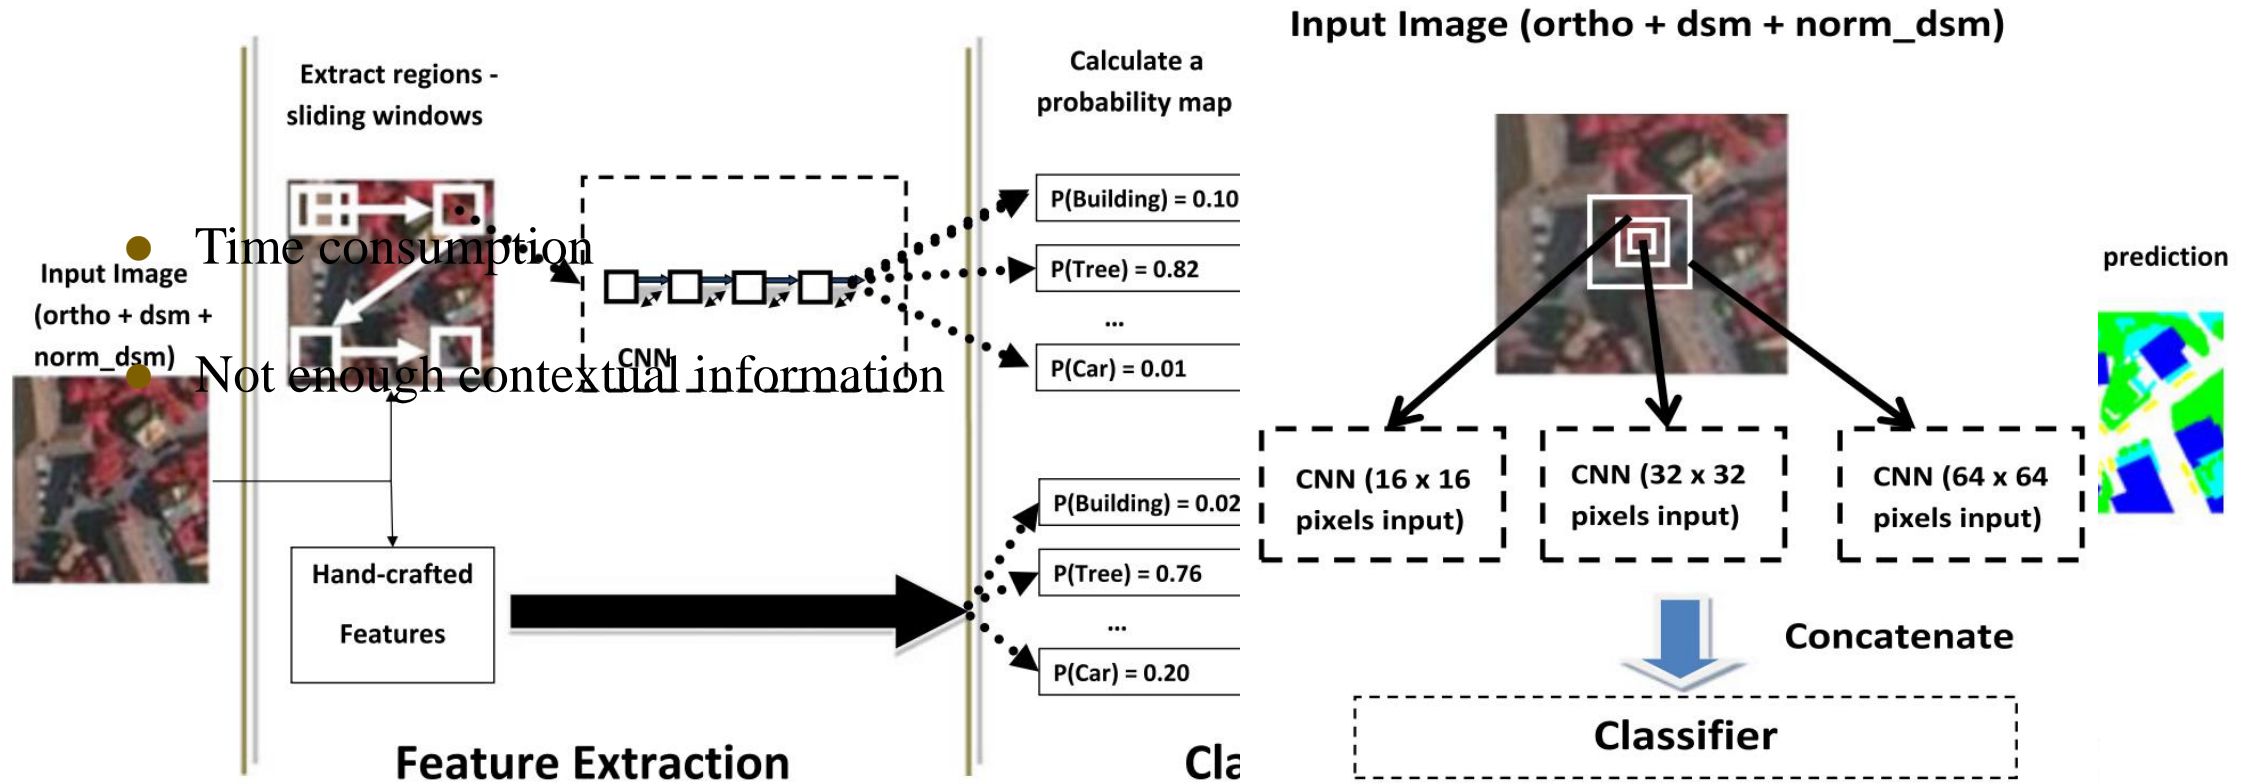 Input Image (ortho + dsm + norm_dsm)
Extract regions -
sliding windows
Calculate a
probability map
Time consumption
Not enough contextual information
Input Image
(ortho + dsm +
norm_dsm)
CNN
P(Building) = 0.10
P(Tree) = 0.82
...
P(Car) = 0.01
Hand-crafted
Features
P(Building) = 0.02
P(Tree) = 0.76
...
P(Car) = 0.20
Feature Extraction
Cla
CNN (16 x 16
pixels input)
CNN (32 x 32
pixels input)
CNN (64 x 64
pixels input)
Concatenate
Classifier
prediction